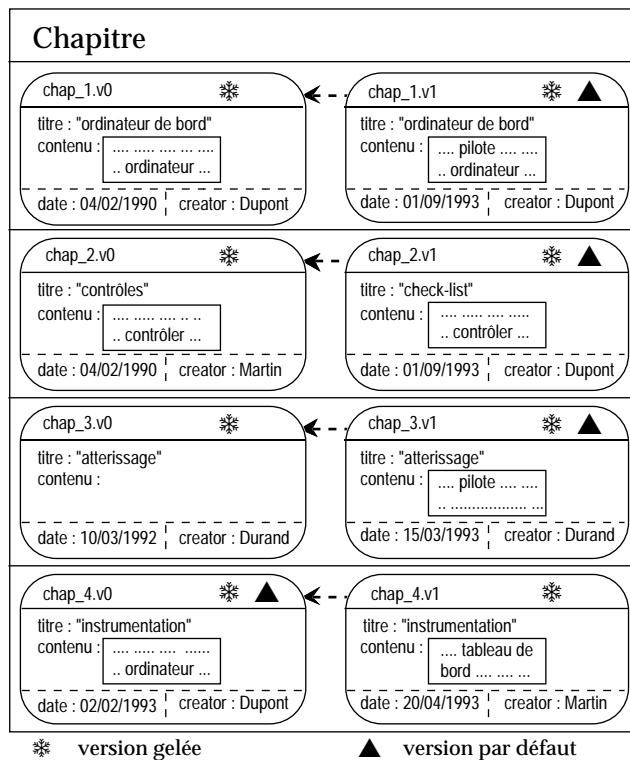 Chapitre
chap_1.v0
titre : "ordinateur de bord"
contenu :
.... ..... .... ... ....
.. ordinateur ...
date : 04/02/1990
creator : Dupont
chap_1.v1
titre : "ordinateur de bord"
contenu :
.... pilote .... ....
.. ordinateur ...
date : 01/09/1993
creator : Dupont
chap_2.v0
titre : "contrôles"
contenu :
.... ..... .... .. ..
.. contrôler ...
date : 04/02/1990
creator : Martin
chap_2.v1
titre : "check-list"
contenu :
.... ..... .... .....
.. contrôler ...
date : 01/09/1993
creator : Dupont
chap_3.v0
titre : "atterissage"
contenu :
date : 10/03/1992
creator : Durand
chap_3.v1
titre : "atterissage"
contenu :
.... pilote .... ....
.. ................... ...
date : 15/03/1993
creator : Durand
chap_4.v0
titre : "instrumentation"
contenu :
.... ..... .... ......
.. ordinateur ...
date : 02/02/1993
creator : Dupont
chap_4.v1
titre : "instrumentation"
contenu :
.... tableau de
bord .... .... ...
date : 20/04/1993
creator : Martin
version gelée
version par défaut